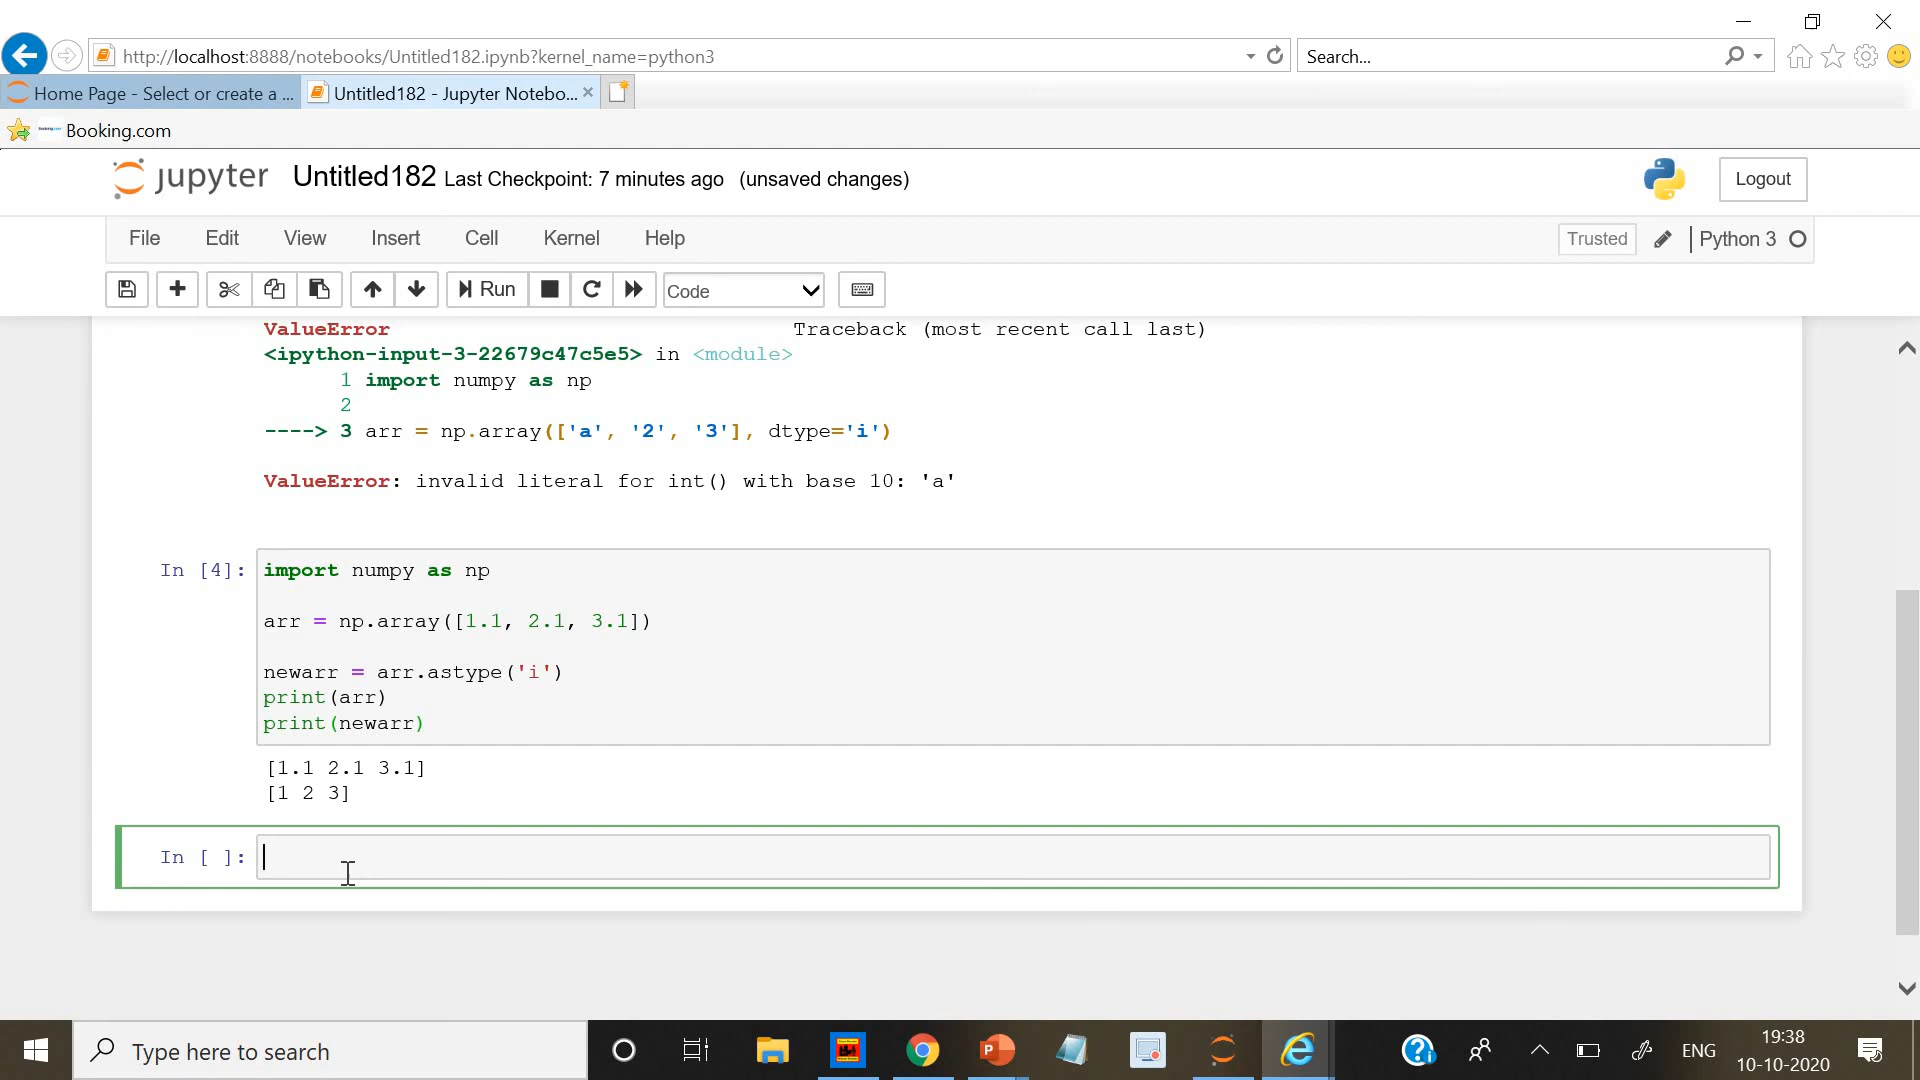 http://localhost:8888/notebooks/Untitled182.ipynb?kernel_name=python3
Search...
Home Page - Select or create a ...
Untitled182 - Jupyter Notebo...
Booking.com
jupyter Untitled182 Last Checkpoint: 7 minutes ago (unsaved changes)
Logout
File Edit View Insert Cell Kernel Help
Trusted
Python 3
Run
Code
ValueError Traceback (most recent call last)
<ipython-input-3-22679c47c5e5> in <module>
1 import numpy as np
2
----> 3 arr = np.array(['a', '2', '3'], dtype='i')
ValueError: invalid literal for int() with base 10: 'a'
In [4]: import numpy as np
arr = np.array([1.1, 2.1, 3.1])
newarr = arr.astype('i')
print(arr)
print(newarr)
[1.1 2.1 3.1]
[1 2 3]
In [ ]:
Type here to search
ENG
19:38
10-10-2020